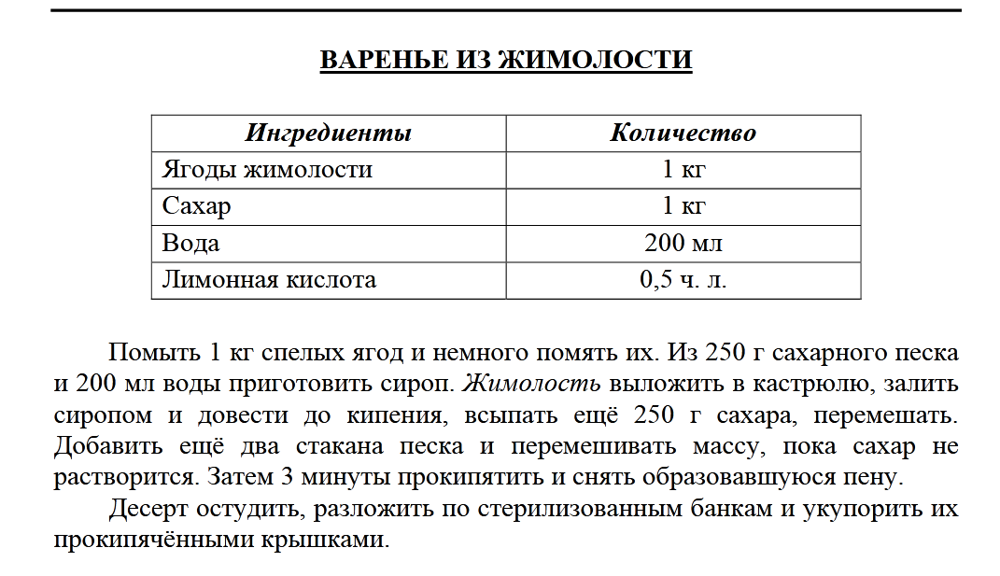 ВАРЕНЬЕ ИЗ ЖИМОЛОСТИ
Ингредиенты Количество
Ягоды жимолости 1 кг
Сахар 1 кг
Вода 200 мл
Лимонная кислота 0,5 ч. л.
Помыть 1 кг спелых ягод и немного помять их. Из 250 г сахарного песка
и 200 мл воды приготовить сироп. Жимолость выложить в кастрюлю, залить
сиропом и довести до кипения, всыпать ещё 250 г сахара, перемешать.
Добавить ещё два стакана песка и перемешивать массу, пока сахар не
растворится. Затем 3 минуты прокипятить и снять образовавшуюся пену.
Десерт остудить, разложить по стерилизованным банкам и укупорить их
прокипячёнными крышками.